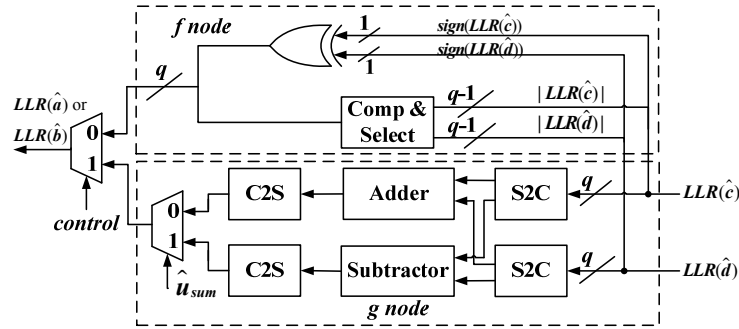 f node
1
sign(LLR(ĉ))
sign(LLR(d̂))
1
q
LLR(â) or
LLR(b̂)
0
1
Comp &
Select
q-1
|LLR(ĉ)|
q-1
|LLR(d̂)|
control
C2S
Adder
S2C
q
LLR(ĉ)
0
1
C2S
Subtractor
S2C
q
LLR(d̂)
û sum
g node